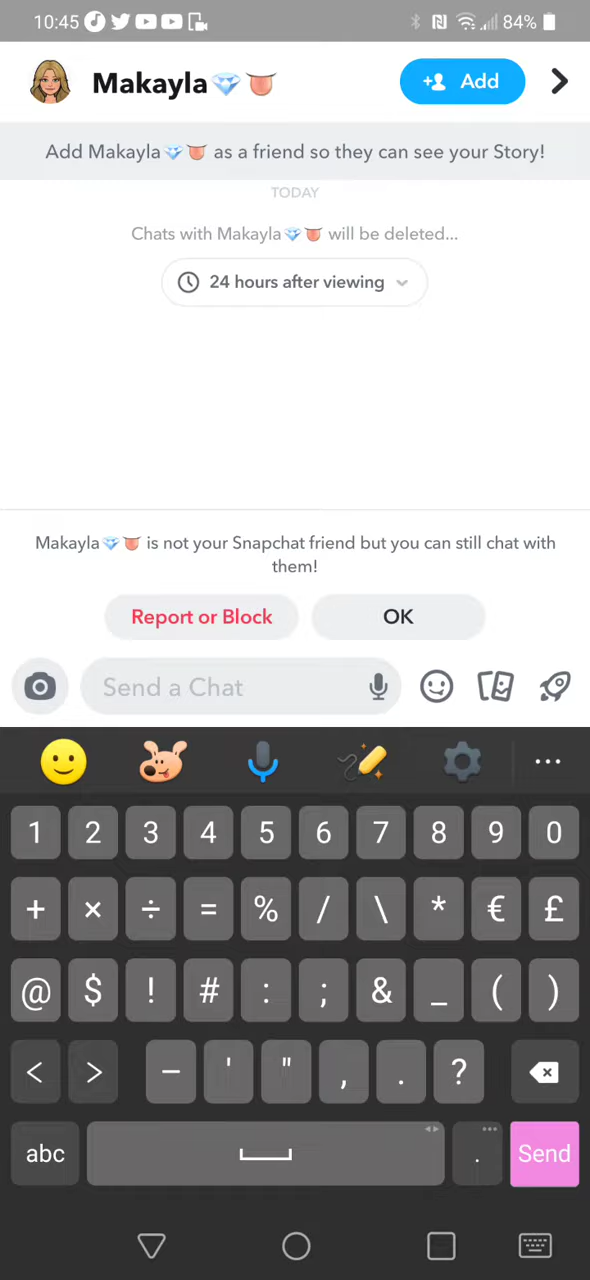 10:45 84%
Makayla💎👅 Add
Add Makayla💎👅 as a friend so they can see your Story!
TODAY
Chats with Makayla💎👅 will be deleted...
24 hours after viewing
Makayla💎👅 is not your Snapchat friend but you can still chat with
them!
Report or Block OK
Send a Chat
1 2 3 4 5 6 7 8 9 0
+ × ÷ = % / \ * € £
@ $ ! # : ; & _ ( )
< > – ' " , . ?
abc . Send